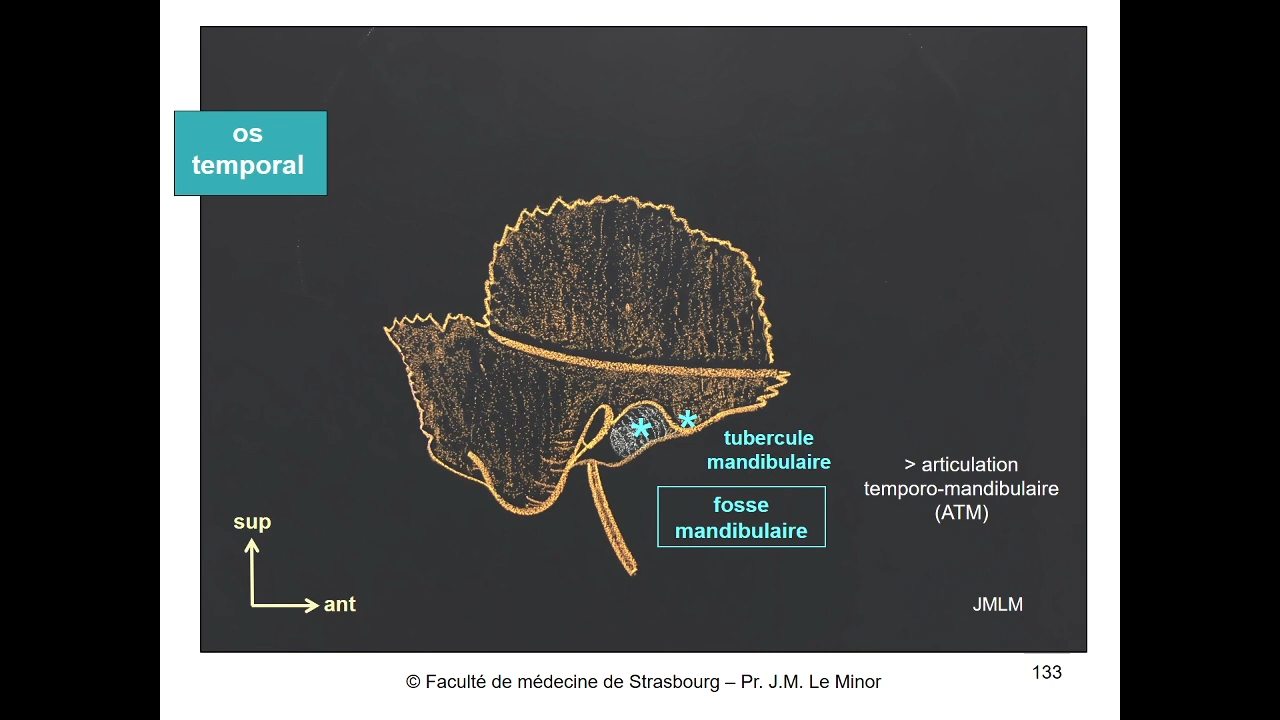 os
temporal
*
*
tubercule
mandibulaire
fosse
mandibulaire
> articulation
temporo-mandibulaire
(ATM)
sup
ant
JMLM
© Faculté de médecine de Strasbourg – Pr. J.M. Le Minor
133